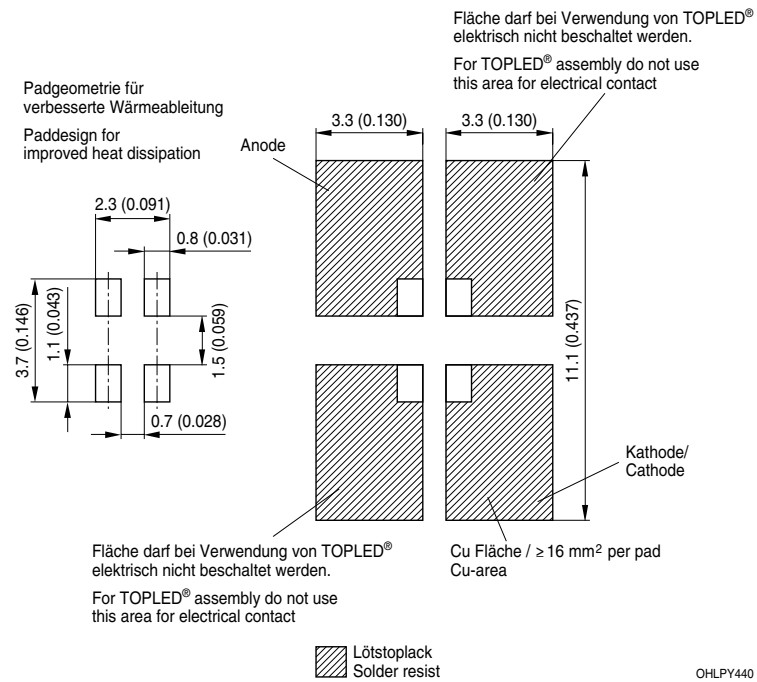 Fläche darf bei Verwendung von TOPLED®
elektrisch nicht beschaltet werden.
For TOPLED® assembly do not use
this area for electrical contact
Padgeometrie für
verbesserte Wärmeableitung
Paddesign for
improved heat dissipation
Anode
3.3 (0.130)
3.3 (0.130)
2.3 (0.091)
0.8 (0.031)
3.7 (0.146)
1.1 (0.043)
1.5 (0.059)
11.1 (0.437)
0.7 (0.028)
Kathode/
Cathode
Fläche darf bei Verwendung von TOPLED®
elektrisch nicht beschaltet werden.
For TOPLED® assembly do not use
this area for electrical contact
Cu Fläche / ≥ 16 mm² per pad
Cu-area
Lötstoplack
Solder resist
OHLPY440